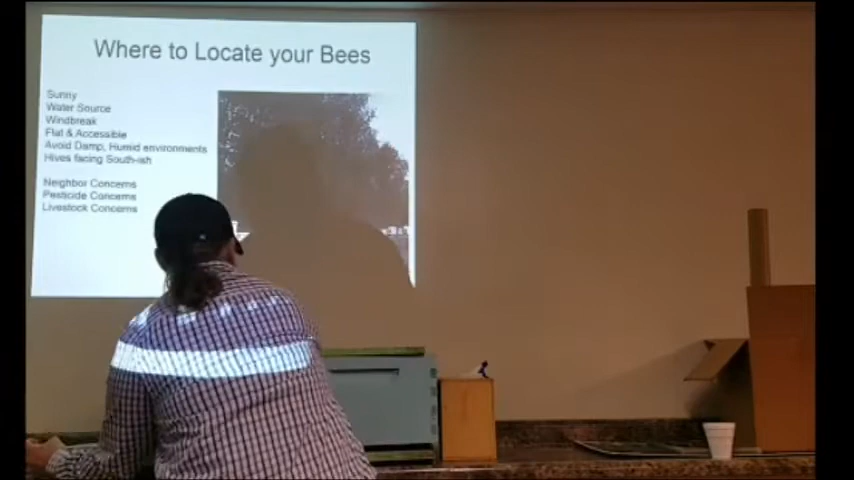 Where to Locate your Bees
Sunny
Water Source
Windbreak
Flat & Accessible
Avoid Damp, Humid environments
Hives facing South-ish
Neighbor Concerns
Pesticide Concerns
Livestock Concerns